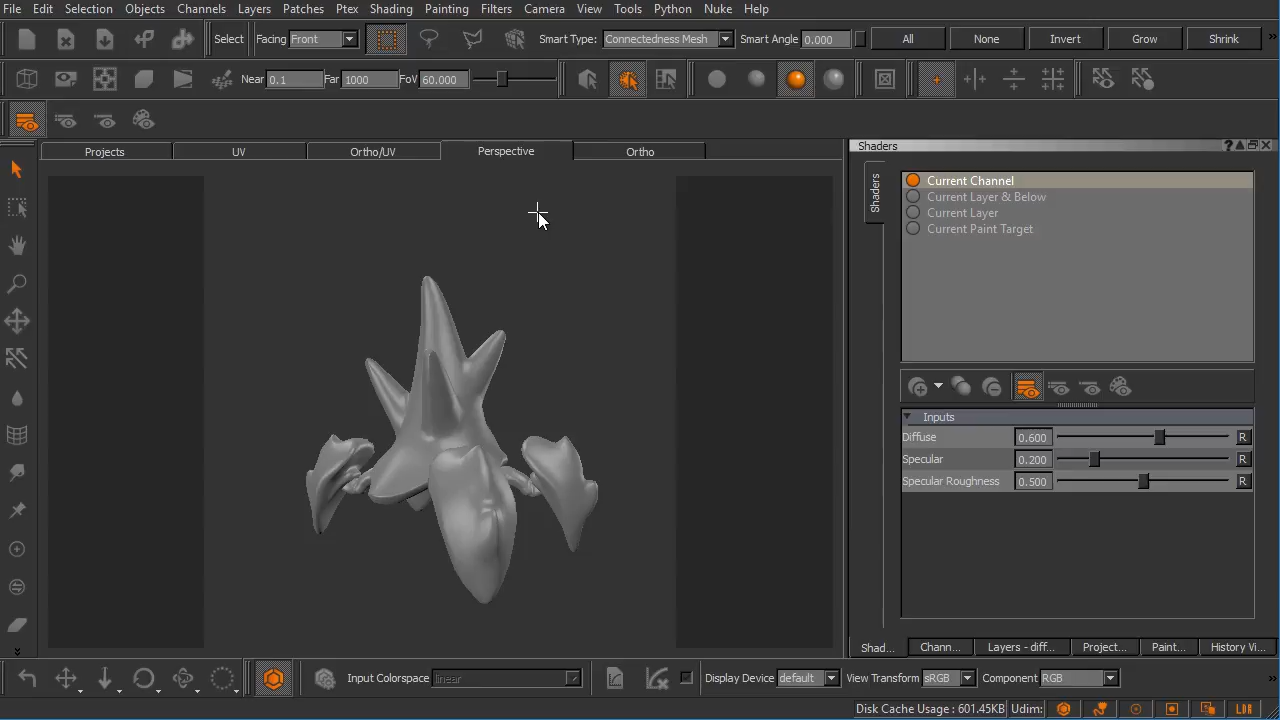 File Edit Selection Objects Channels Layers Patches Ptex Shading Painting Filters Camera View Tools Python Nuke Help
Select Facing Front Smart Type: Connectedness Mesh Smart Angle 0.000 All None Invert Grow Shrink »
Near 0.1 Far 1000 FoV 60.000
Projects UV Ortho/UV Perspective Ortho
Shaders
Shaders
Current Channel
Current Layer & Below
Current Layer
Current Paint Target
Inputs
Diffuse 0.600 R
Specular 0.200 R
Specular Roughness 0.500 R
Shad... Chann... Layers - diff... Project... Paint... History Vi...
Input Colorspace linear Display Device default View Transform sRGB Component RGB »
Disk Cache Usage : 601.45KB Udim: LDR